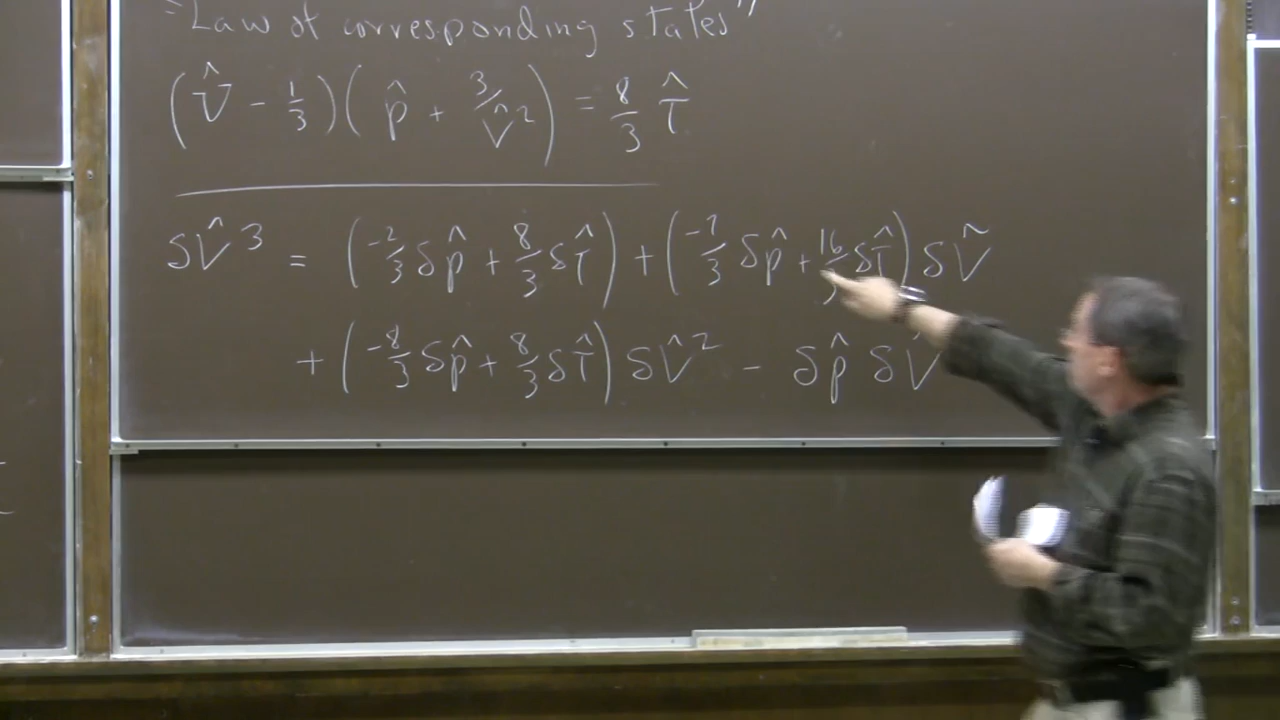 = "Law of corresponding states"
(V̂ - 1/3)(p̂ + 3/V̂²) = 8/3 T̂
δV̂³ = (-2/3 δp̂ + 8/3 δT̂) + (-7/3 δp̂ + 16/3 δT̂) δṼ
+ (-8/3 δp̂ + 8/3 δT̂) δV̂² - δp̂ δV